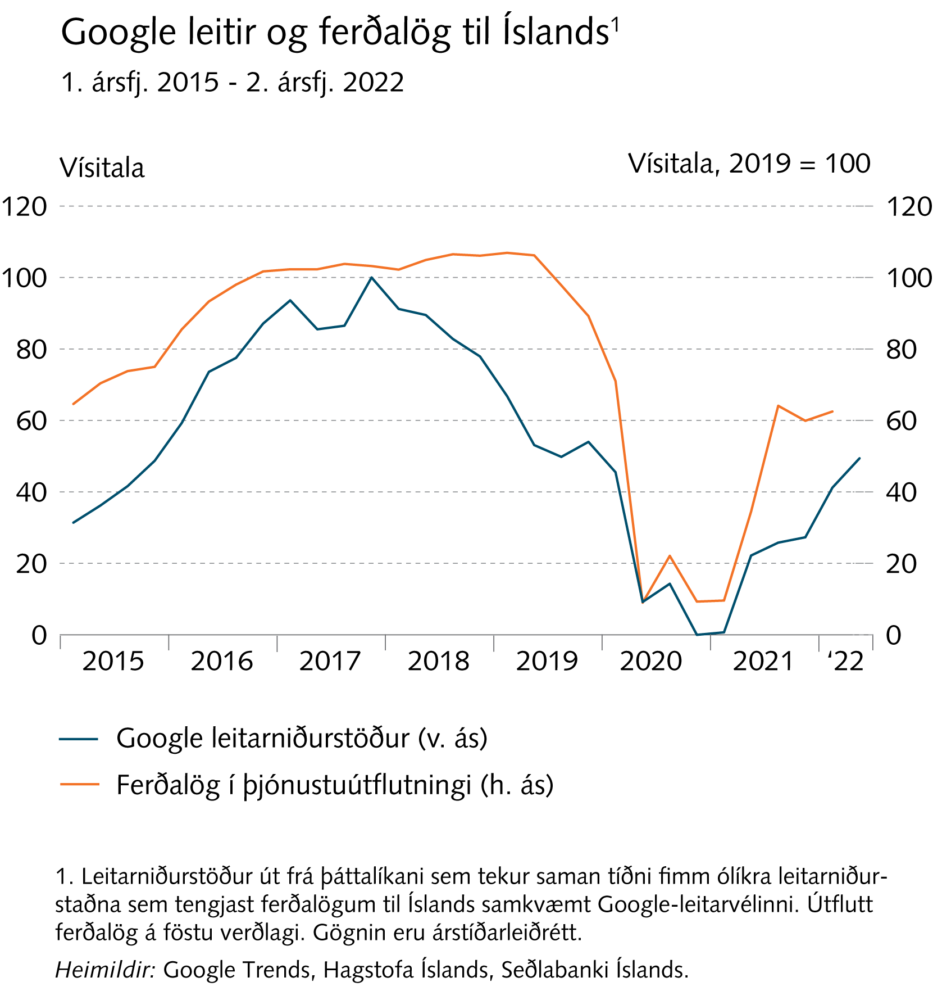 Google leitir og ferðalög til Íslands¹
1. ársfj. 2015 - 2. ársfj. 2022
Vísitala
Vísitala, 2019 = 100
120
120
100
100
80
80
60
60
40
40
20
20
0
0
2015 2016 2017 2018 2019 2020 2021 ‘22
Google leitarniðurstöður (v. ás)
Ferðalög í þjónustuútflutningi (h. ás)
1. Leitarniðurstöður út frá þáttalíkani sem tekur saman tíðni fimm ólíkra leitarniður-
staðna sem tengjast ferðalögum til Íslands samkvæmt Google-leitarvélinni. Útflutt
ferðalög á föstu verðlagi. Gögnin eru árstíðarleiðrétt.
Heimildir: Google Trends, Hagstofa Íslands, Seðlabanki Íslands.